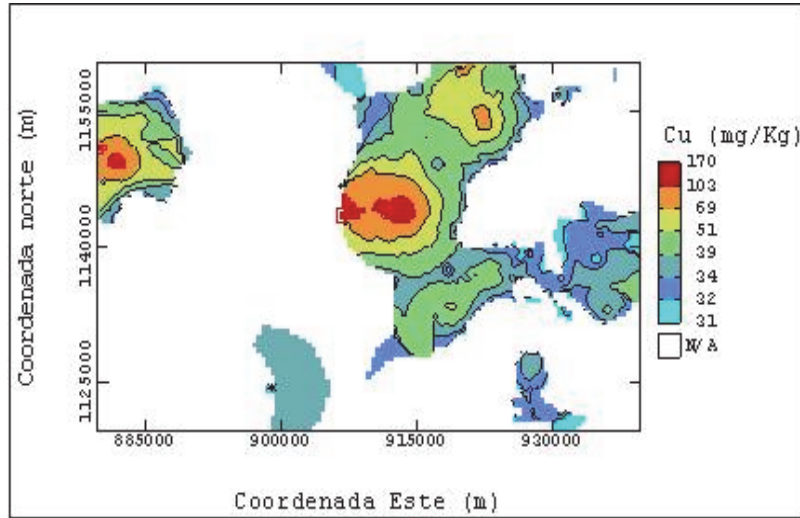 Coordenada norte (m)
1155000
1140000
1125000
885000 900000 915000 930000
Coordenada Este (m)
Cu (mg/Kg)
170
103
69
51
39
34
32
31
N/A